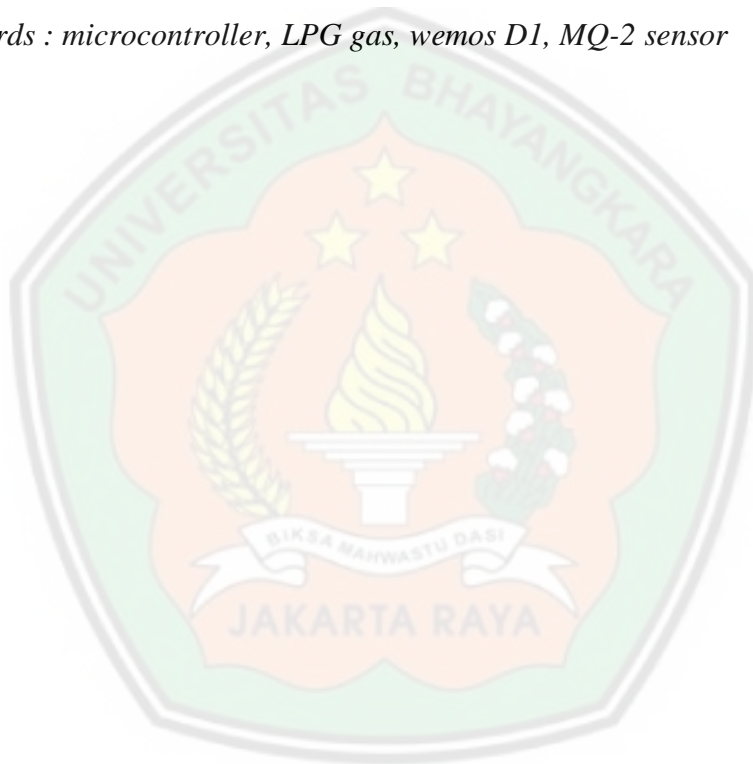 rds : microcontroller, LPG gas, wemos D1, MQ-2 sensor
UNIVERSITAS BHAYANGKARA
BIKSA MAHWASTU DASI
JAKARTA RAYA